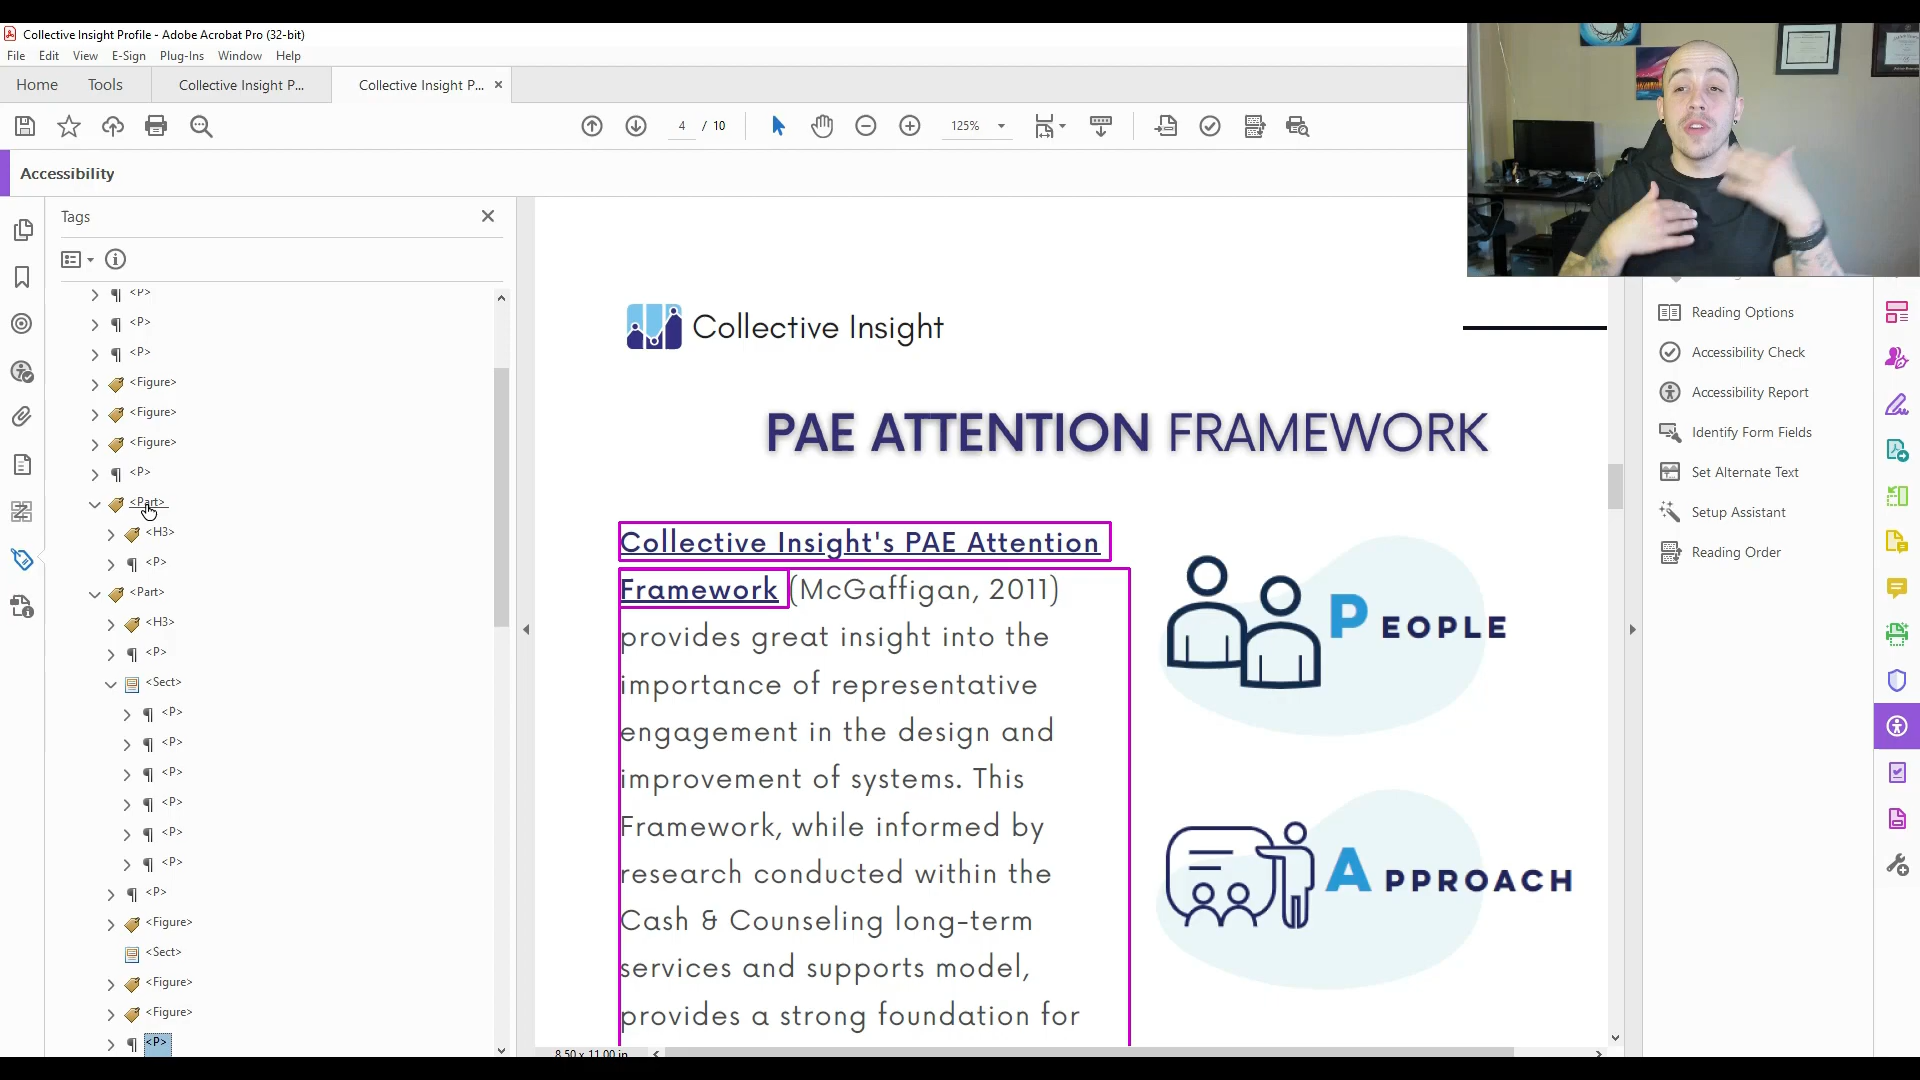 Collective Insight Profile - Adobe Acrobat Pro (32-bit)
File Edit View E-Sign Plug-Ins Window Help
Home Tools Collective Insight P... Collective Insight P... ×
4 / 10 125%
Accessibility
Tags
<P>
<P>
<P>
<Figure>
<Figure>
<Figure>
<P>
<Part>
<H3>
<P>
<Part>
<H3>
<P>
<Sect>
<P>
<P>
<P>
<P>
<P>
<P>
<P>
<Figure>
<Sect>
<Figure>
<Figure>
<P>
Collective Insight
PAE ATTENTION FRAMEWORK
Collective Insight's PAE Attention
Framework (McGaffigan, 2011)
provides great insight into the
importance of representative
engagement in the design and
improvement of systems. This
Framework, while informed by
research conducted within the
Cash & Counseling long-term
services and supports model,
provides a strong foundation for
PEOPLE
APPROACH
8.50 x 11.00 in
Reading Options
Accessibility Check
Accessibility Report
Identify Form Fields
Set Alternate Text
Setup Assistant
Reading Order